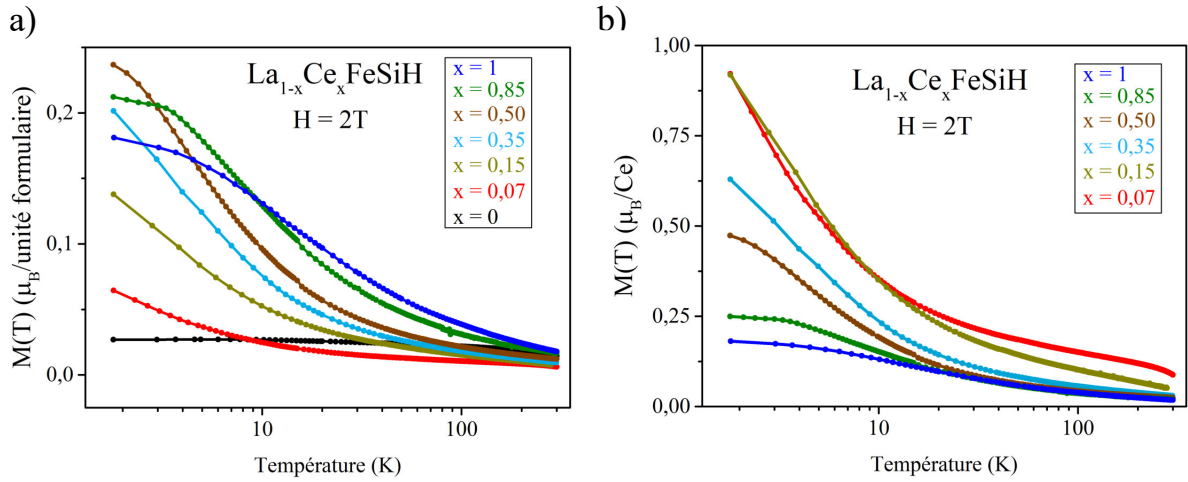 a)
M(T) (μB/unité formulaire)
0,2
0,1
0,0
La1-xCexFeSiH
H = 2T
x = 1
x = 0,85
x = 0,50
x = 0,35
x = 0,15
x = 0,07
x = 0
10
100
Température (K)
b)
M(T) (μB/Ce)
1,00
0,75
0,50
0,25
0,00
La1-xCexFeSiH
H = 2T
x = 1
x = 0,85
x = 0,50
x = 0,35
x = 0,15
x = 0,07
10
100
Température (K)